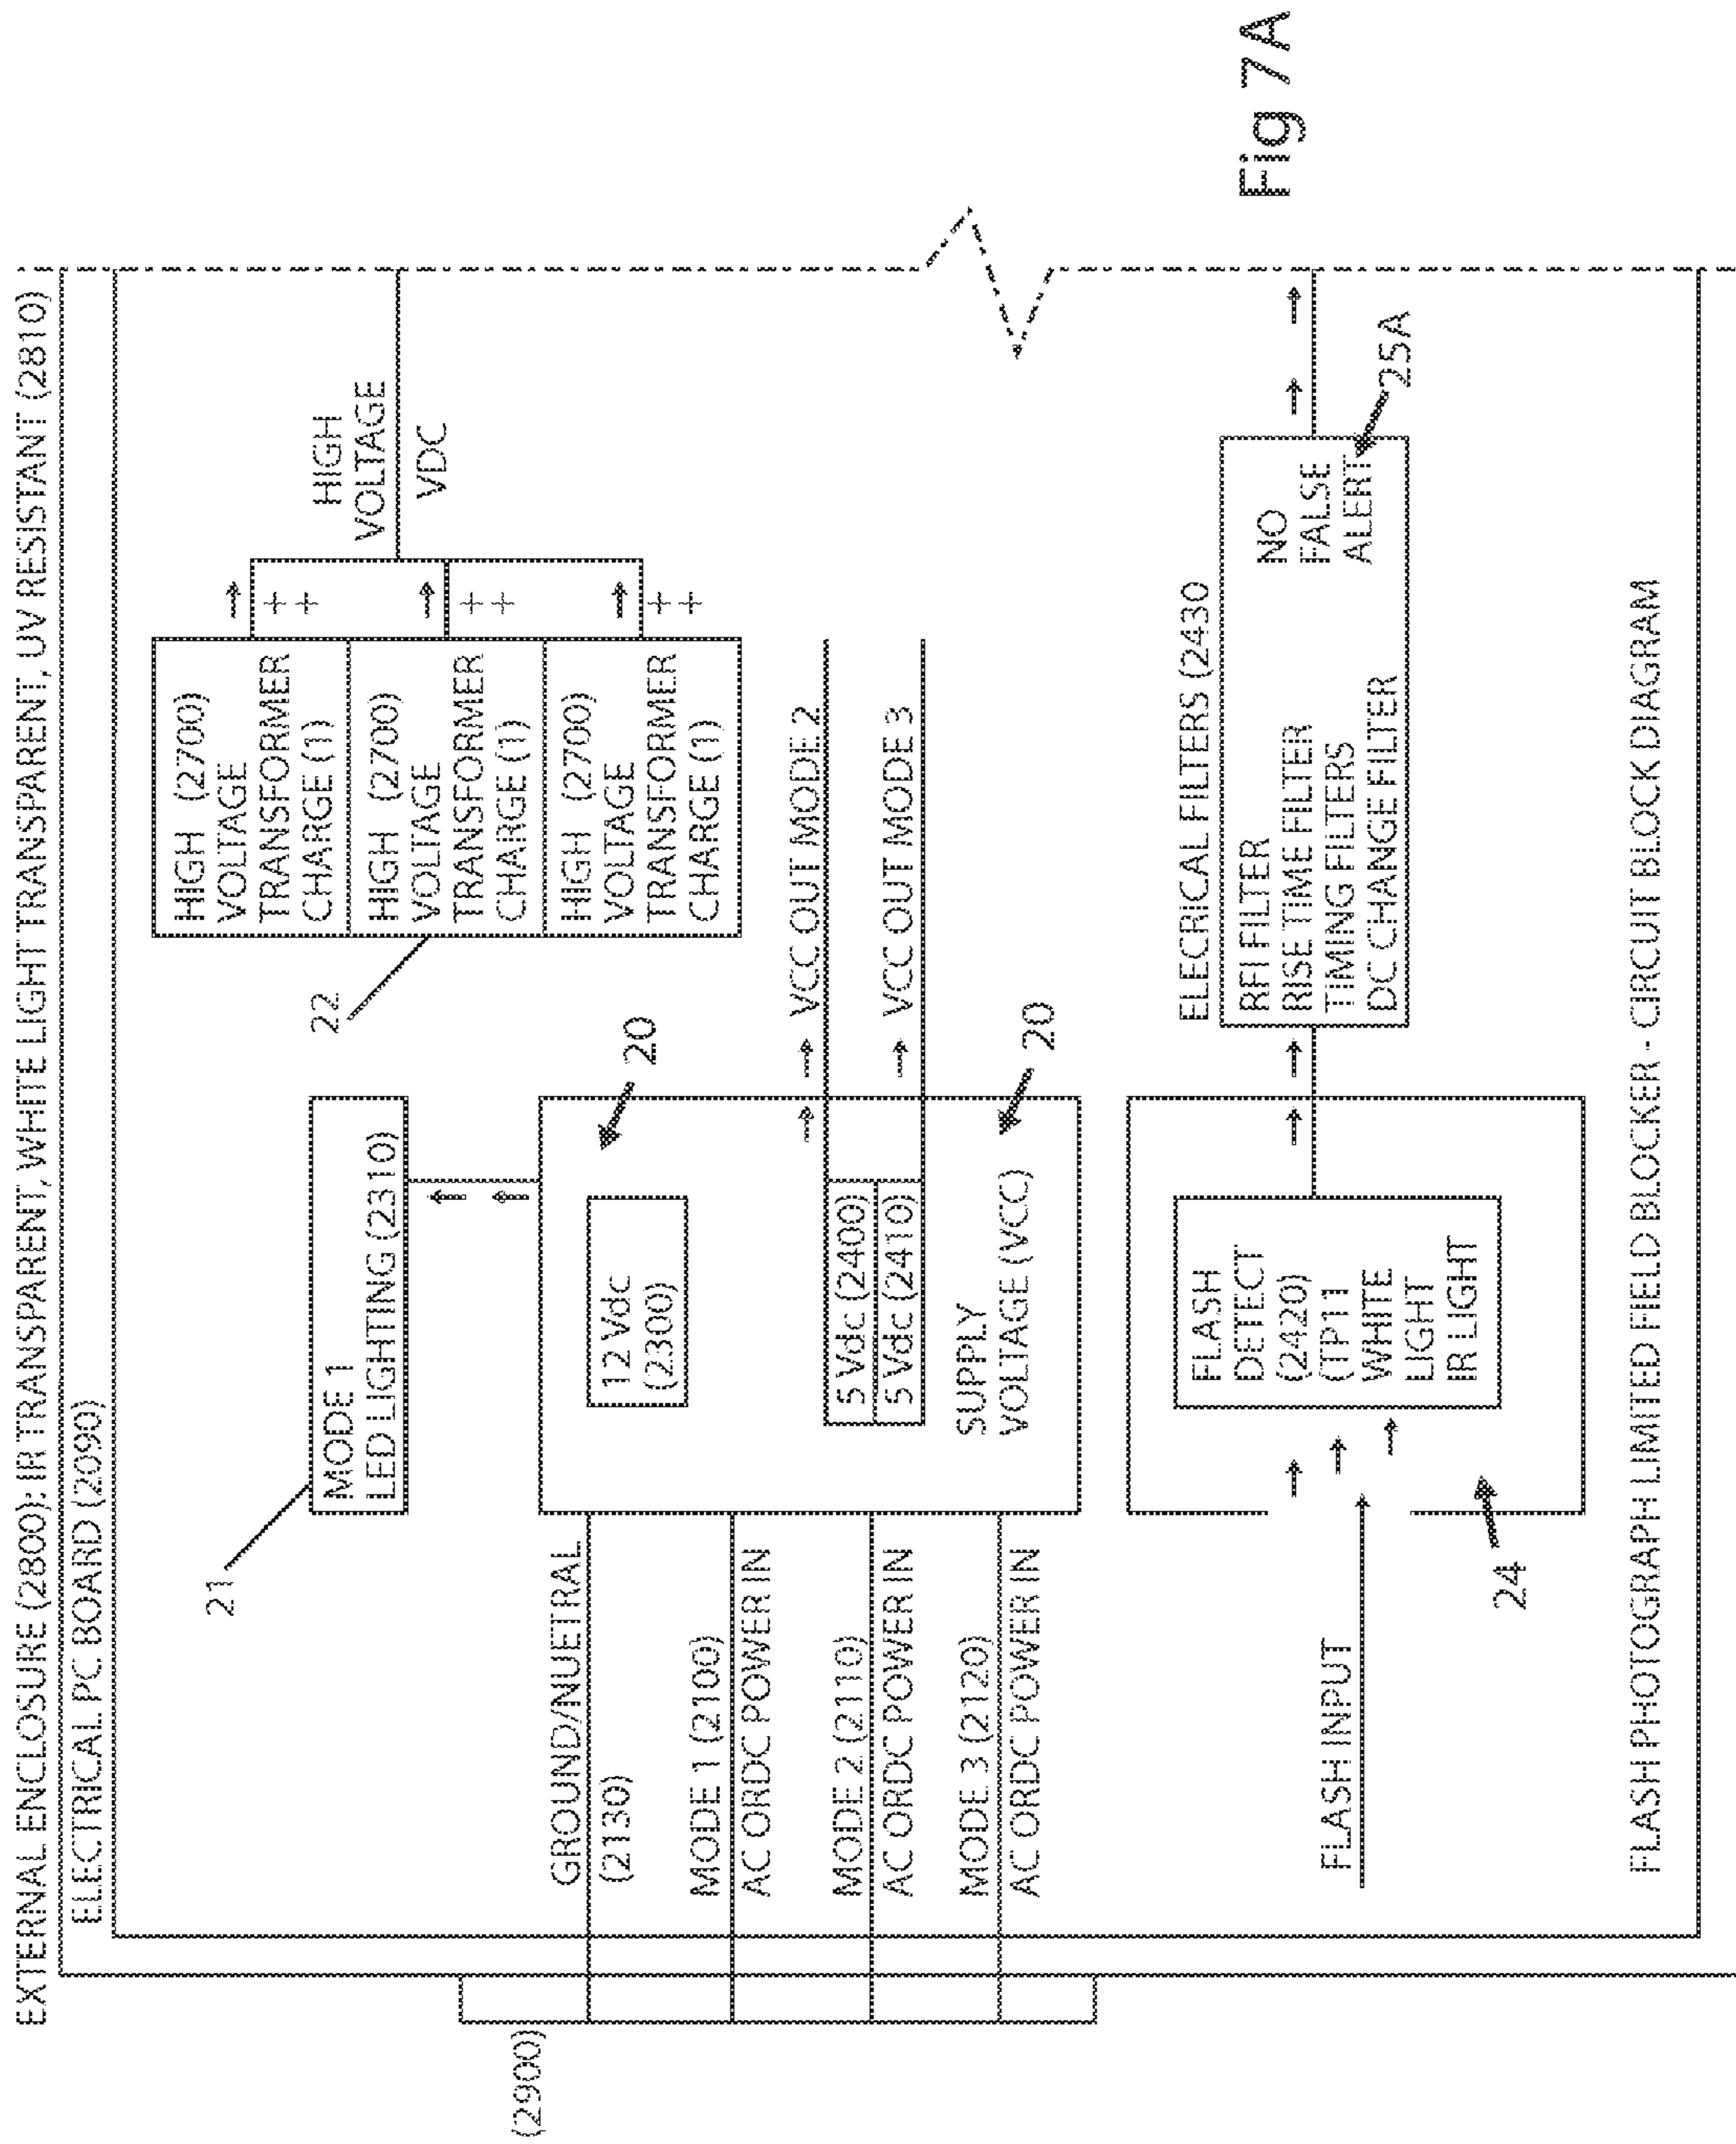 EXTERNAL ENCLOSURE (2800): IR TRANSPARENT, WHITE LIGHT TRANSPARENT, UV RESISTANT (2810)
ELECTRICAL PC BOARD (2090)
21
MODE 1
LED LIGHTING (2310)
22
HIGH (2700)
VOLTAGE
TRANSFORMER
CHARGE (1)
HIGH (2700)
VOLTAGE
TRANSFORMER
CHARGE (1)
HIGH (2700)
VOLTAGE
TRANSFORMER
CHARGE (1)
+ +
+ +
+ +
HIGH
VOLTAGE
VDC
(2900)
GROUND/NUETRAL
(2130)
MODE 1 (2100)
AC ORDC POWER IN
MODE 2 (2110)
AC ORDC POWER IN
MODE 3 (2120)
AC ORDC POWER IN
12 Vdc
(2300)
20
5 Vdc (2400)
5 Vdc (2410)
SUPPLY
VOLTAGE (VCC)
20
VCC OUT MODE 2
VCC OUT MODE 3
FLASH INPUT
24
FLASH
DETECT
(2420)
(TP11
WHITE
LIGHT
IR LIGHT
ELECRICAL FILTERS (2430
RFI FILTER
RISE TIME FILTER
TIMING FILTERS
DC CHANGE FILTER
NO
FALSE
ALERT
25A
FLASH PHOTOGRAPH LIMITED FIELD BLOCKER - CIRCUIT BLOCK DIAGRAM
Fig 7A